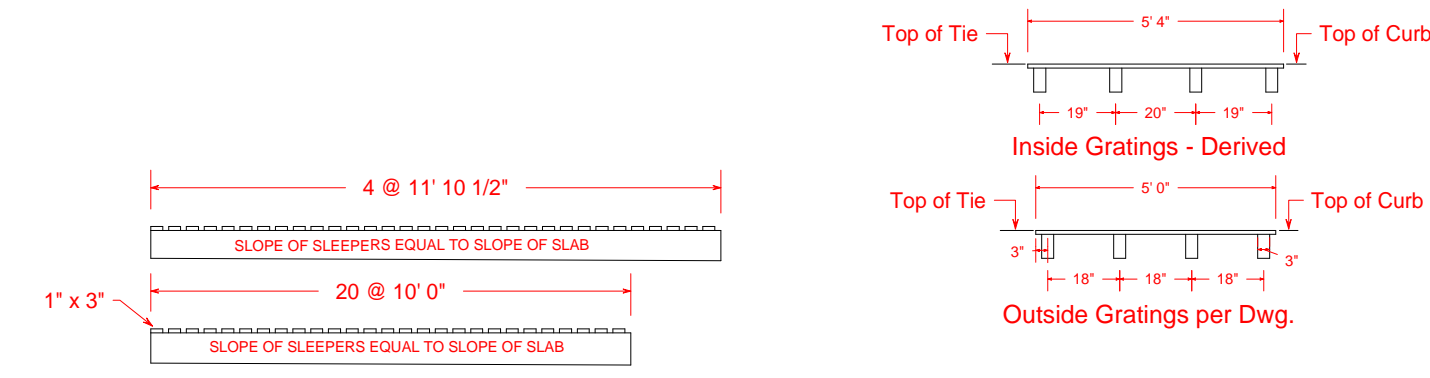 5' 4"
Top of Tie
Top of Curb
19" 20" 19"
Inside Gratings - Derived
4 @ 11' 10 1/2"
SLOPE OF SLEEPERS EQUAL TO SLOPE OF SLAB
5' 0"
Top of Tie
Top of Curb
3"
3"
18" 18" 18"
Outside Gratings per Dwg.
1" x 3"
20 @ 10' 0"
SLOPE OF SLEEPERS EQUAL TO SLOPE OF SLAB